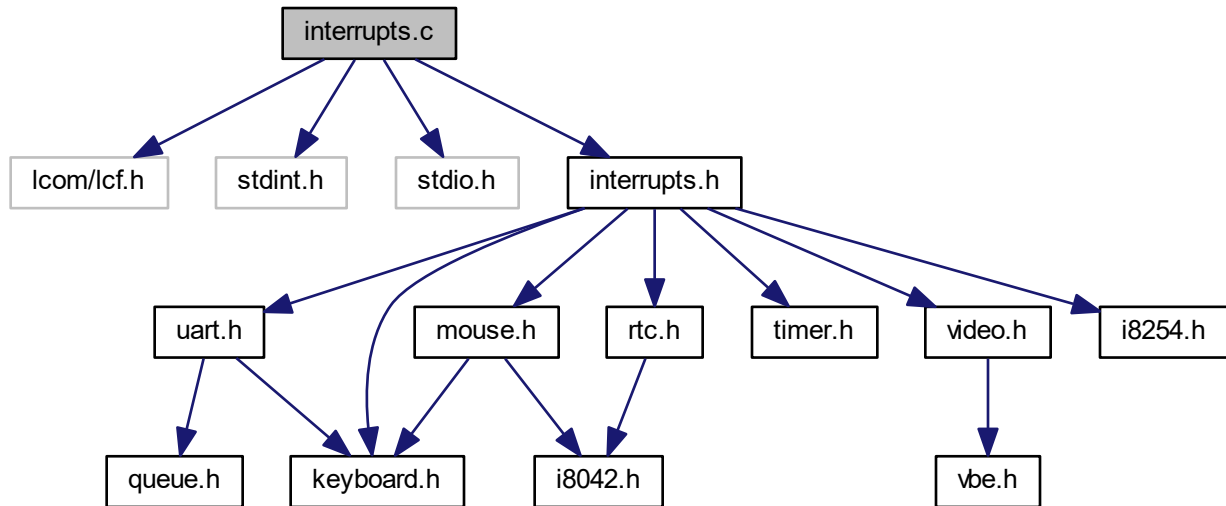 interrupts.c
lcom/lcf.h
stdint.h
stdio.h
interrupts.h
uart.h
mouse.h
rtc.h
timer.h
video.h
i8254.h
queue.h
keyboard.h
i8042.h
vbe.h